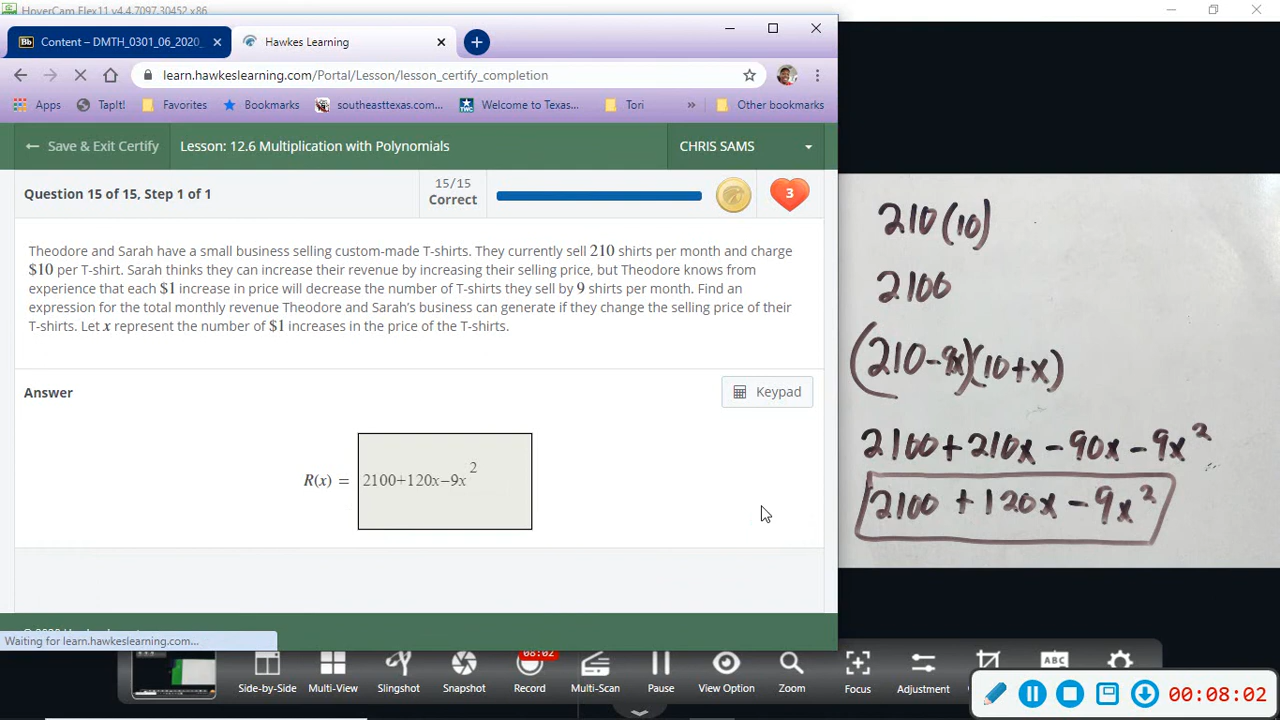 HoverCam Flex11 v4.4.7097.30452 x86
Content – DMTH_0301_06_2020_
Hawkes Learning
learn.hawkeslearning.com/Portal/Lesson/lesson_certify_completion
Apps
TapIt!
Favorites
Bookmarks
southeasttexas.com...
Welcome to Texas...
Tori
»
Other bookmarks
← Save & Exit Certify
Lesson: 12.6 Multiplication with Polynomials
CHRIS SAMS
Question 15 of 15, Step 1 of 1
15/15
Correct
3
Theodore and Sarah have a small business selling custom-made T-shirts. They currently sell 210 shirts per month and charge
$10 per T-shirt. Sarah thinks they can increase their revenue by increasing their selling price, but Theodore knows from
experience that each $1 increase in price will decrease the number of T-shirts they sell by 9 shirts per month. Find an
expression for the total monthly revenue Theodore and Sarah's business can generate if they change the selling price of their
T-shirts. Let x represent the number of $1 increases in the price of the T-shirts.
Answer
Keypad
R(x) = 2100+120x−9x²
Waiting for learn.hawkeslearning.com...
210(10)
2100
(210-9x)(10+x)
2100+210x-90x-9x²
2100 + 120x - 9x²
08:02
Side-by-Side
Multi-View
Slingshot
Snapshot
Record
Multi-Scan
Pause
View Option
Zoom
Focus
Adjustment
ABC
00:08:02